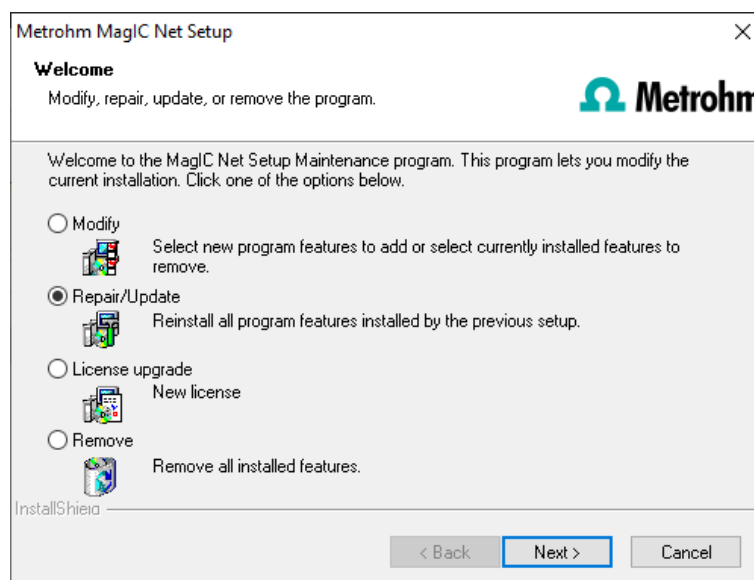 Metrohm MagIC Net Setup
Welcome
Modify, repair, update, or remove the program.
Metrohm
Welcome to the MagIC Net Setup Maintenance program. This program lets you modify the
current installation. Click one of the options below.
Modify
Select new program features to add or select currently installed features to
remove.
Repair/Update
Reinstall all program features installed by the previous setup.
License upgrade
New license
Remove
Remove all installed features.
InstallShield
< Back
Next >
Cancel